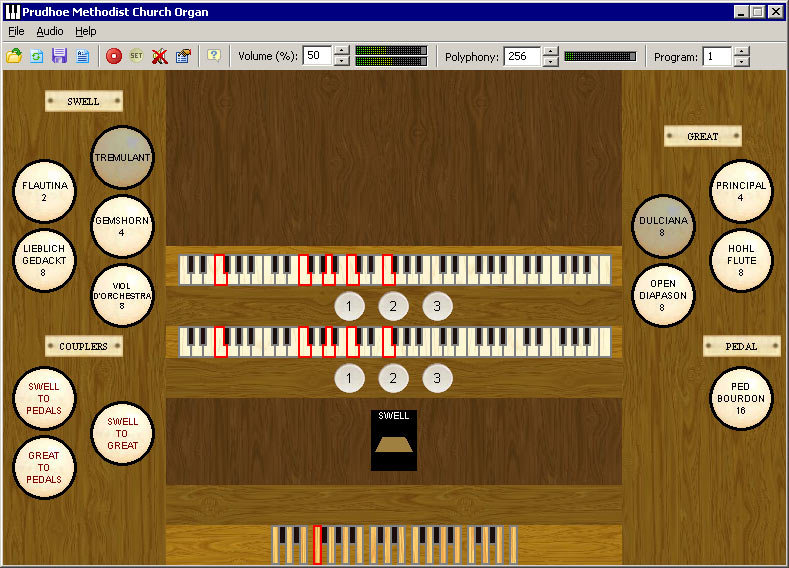 Prudhoe Methodist Church Organ
File Audio Help
SET
Volume (%): 50
Polyphony: 256
Program: 1
SWELL
TREMULANT
FLAUTINA
2
GEMSHORN
4
LIEBLICH
GEDACKT
8
VIOL
D'ORCHESTRA
8
COUPLERS
SWELL
TO
PEDALS
SWELL
TO
GREAT
GREAT
TO
PEDALS
1 2 3
1 2 3
SWELL
GREAT
PRINCIPAL
4
DULCIANA
8
HOHL
FLUTE
8
OPEN
DIAPASON
8
PEDAL
PED
BOURDON
16